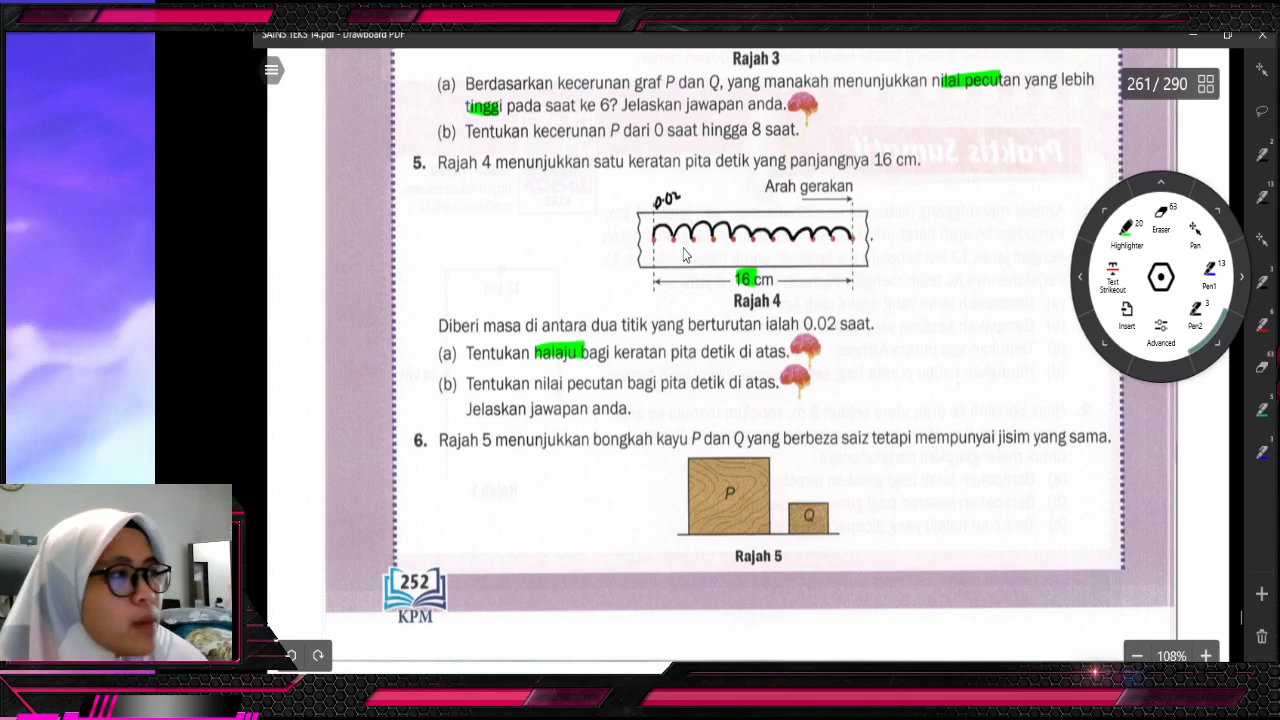 SAINS TEKS T4.pdf - Drawboard PDF
Rajah 3
(a) Berdasarkan kecerunan graf P dan Q, yang manakah menunjukkan nilai pecutan yang lebih
tinggi pada saat ke 6? Jelaskan jawapan anda.
(b) Tentukan kecerunan P dari 0 saat hingga 8 saat.
261/ 290
5. Rajah 4 menunjukkan satu keratan pita detik yang panjangnya 16 cm.
Arah gerakan
0.02
16 cm
Rajah 4
Diberi masa di antara dua titik yang berturutan ialah 0.02 saat.
(a) Tentukan halaju bagi keratan pita detik di atas.
(b) Tentukan nilai pecutan bagi pita detik di atas.
Jelaskan jawapan anda.
6. Rajah 5 menunjukkan bongkah kayu P dan Q yang berbeza saiz tetapi mempunyai jisim yang sama.
P
Q
Rajah 5
252
KPM
63
Eraser
20
Highlighter
Pan
Text
Strikeout
13
Pen1
Insert
3
Pen2
Advanced
108%